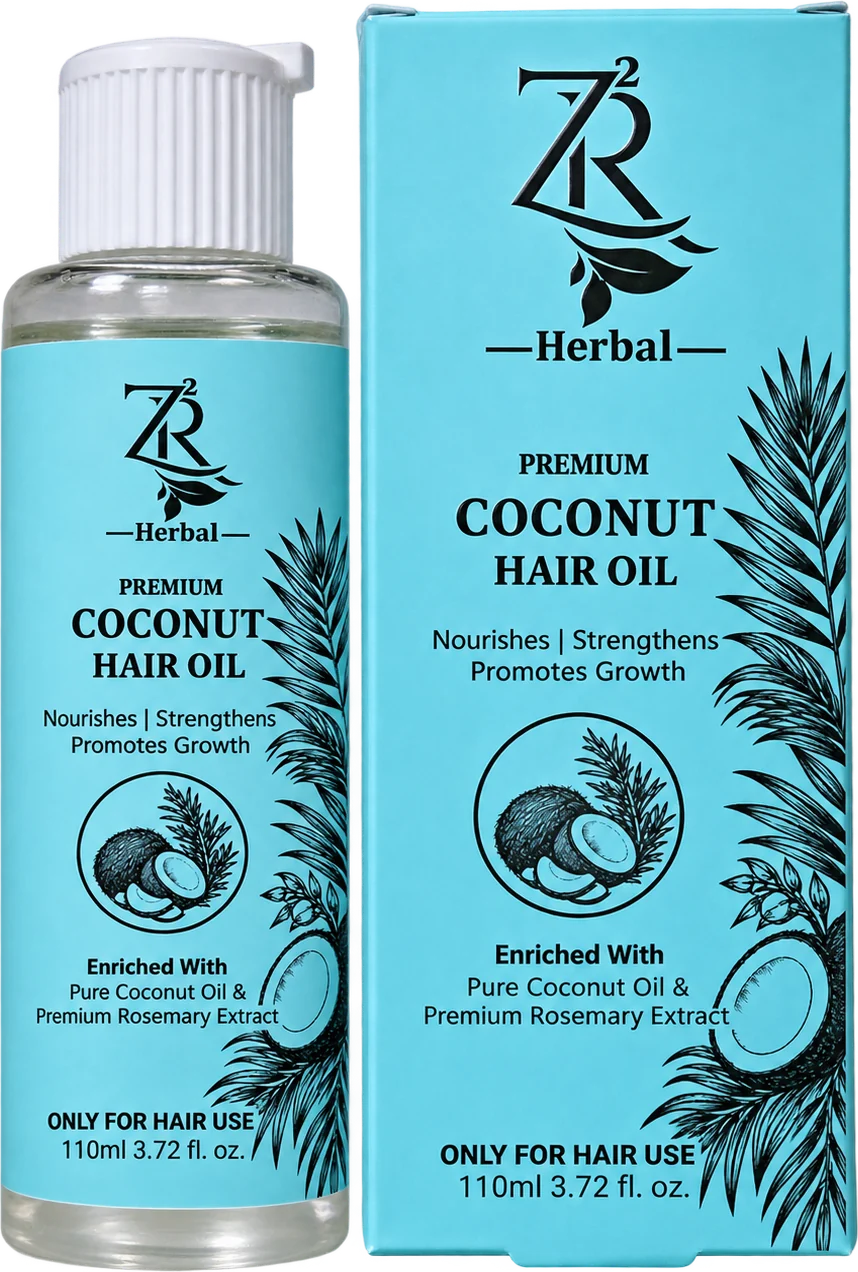 Z²R
Herbal
PREMIUM
COCONUT
HAIR OIL
Nourishes | Strengthens
Promotes Growth
Enriched With
Pure Coconut Oil &
Premium Rosemary Extract
ONLY FOR HAIR USE
110ml 3.72 fl. oz.
Z²R
Herbal
PREMIUM
COCONUT
HAIR OIL
Nourishes | Strengthens
Promotes Growth
Enriched With
Pure Coconut Oil &
Premium Rosemary Extract
ONLY FOR HAIR USE
110ml 3.72 fl. oz.